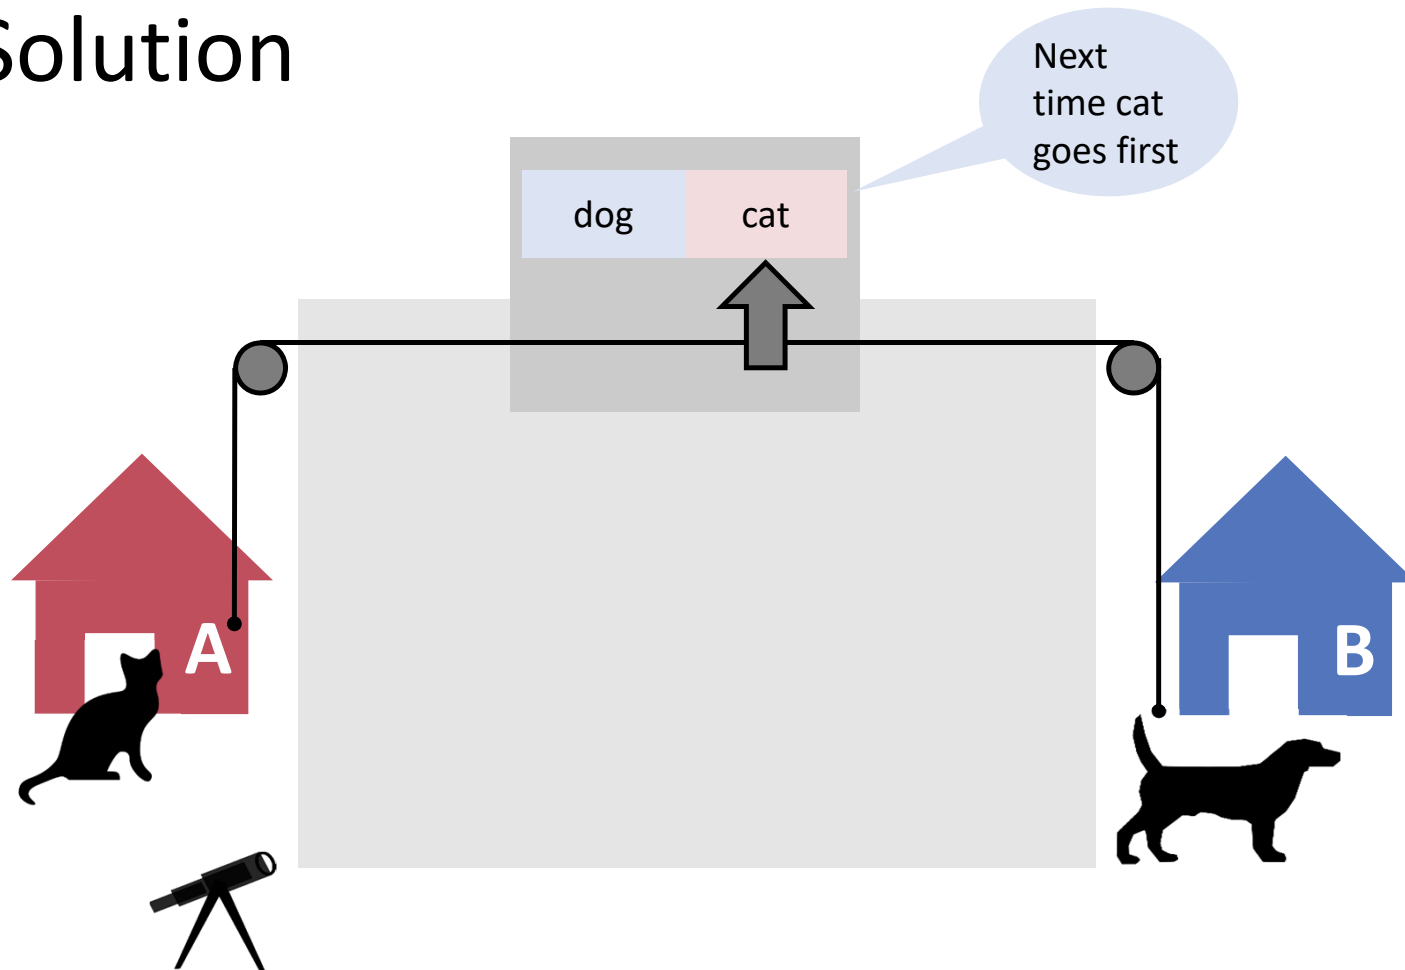 Solution
Next
time cat
goes first
dog cat
A
B